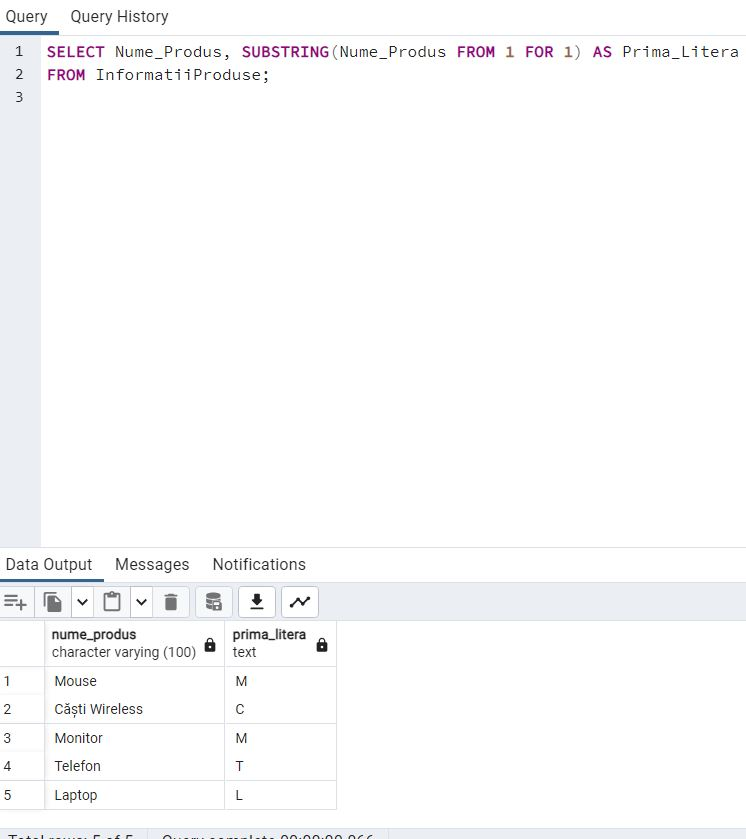 Query Query History
1 SELECT Nume_Produs, SUBSTRING(Nume_Produs FROM 1 FOR 1) AS Prima_Litera
2 FROM InformatiiProduse;
3
Data Output Messages Notifications
nume_produs prima_litera
character varying (100) text
1 Mouse M
2 Căști Wireless C
3 Monitor M
4 Telefon T
5 Laptop L
Total rows: 5 of 5 Query complete 00:00:00.066